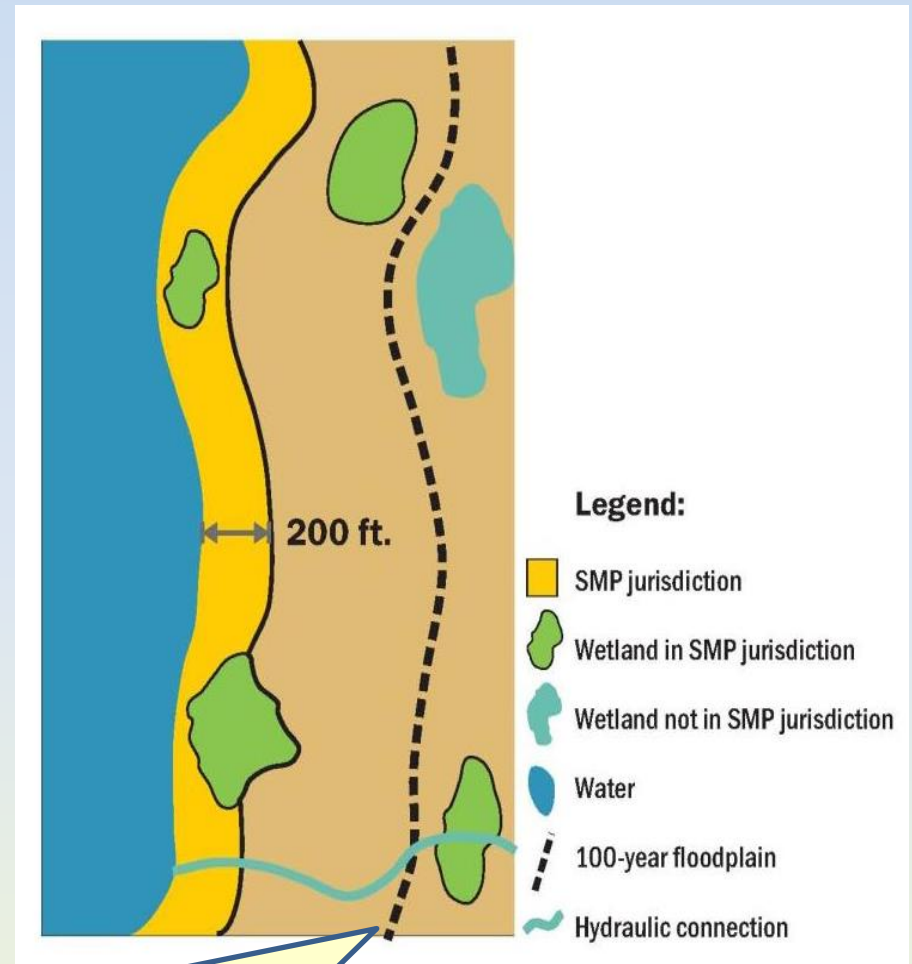 200 ft.
Legend:
SMP jurisdiction
Wetland in SMP jurisdiction
Wetland not in SMP jurisdiction
Water
100-year floodplain
Hydraulic connection